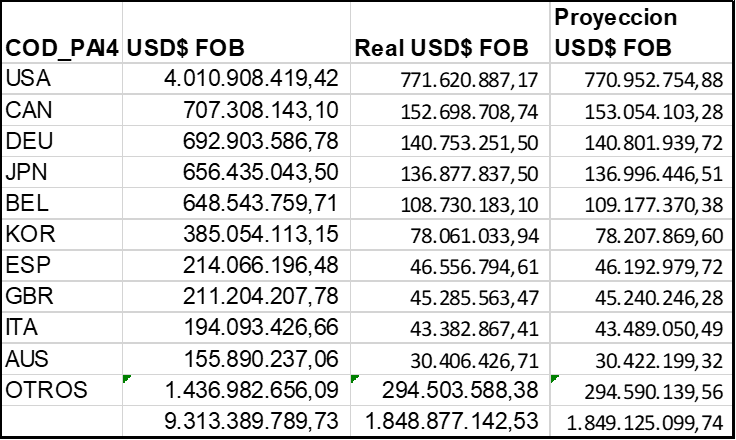 Proyeccion
COD_PAI4 USD$ FOB Real USD$ FOB USD$ FOB
USA 4.010.908.419,42 771.620.887,17 770.952.754,88
CAN 707.308.143,10 152.698.708,74 153.054.103,28
DEU 692.903.586,78 140.753.251,50 140.801.939,72
JPN 656.435.043,50 136.877.837,50 136.996.446,51
BEL 648.543.759,71 108.730.183,10 109.177.370,38
KOR 385.054.113,15 78.061.033,94 78.207.869,60
ESP 214.066.196,48 46.556.794,61 46.192.979,72
GBR 211.204.207,78 45.285.563,47 45.240.246,28
ITA 194.093.426,66 43.382.867,41 43.489.050,49
AUS 155.890.237,06 30.406.426,71 30.422.199,32
OTROS 1.436.982.656,09 294.503.588,38 294.590.139,56
9.313.389.789,73 1.848.877.142,53 1.849.125.099,74